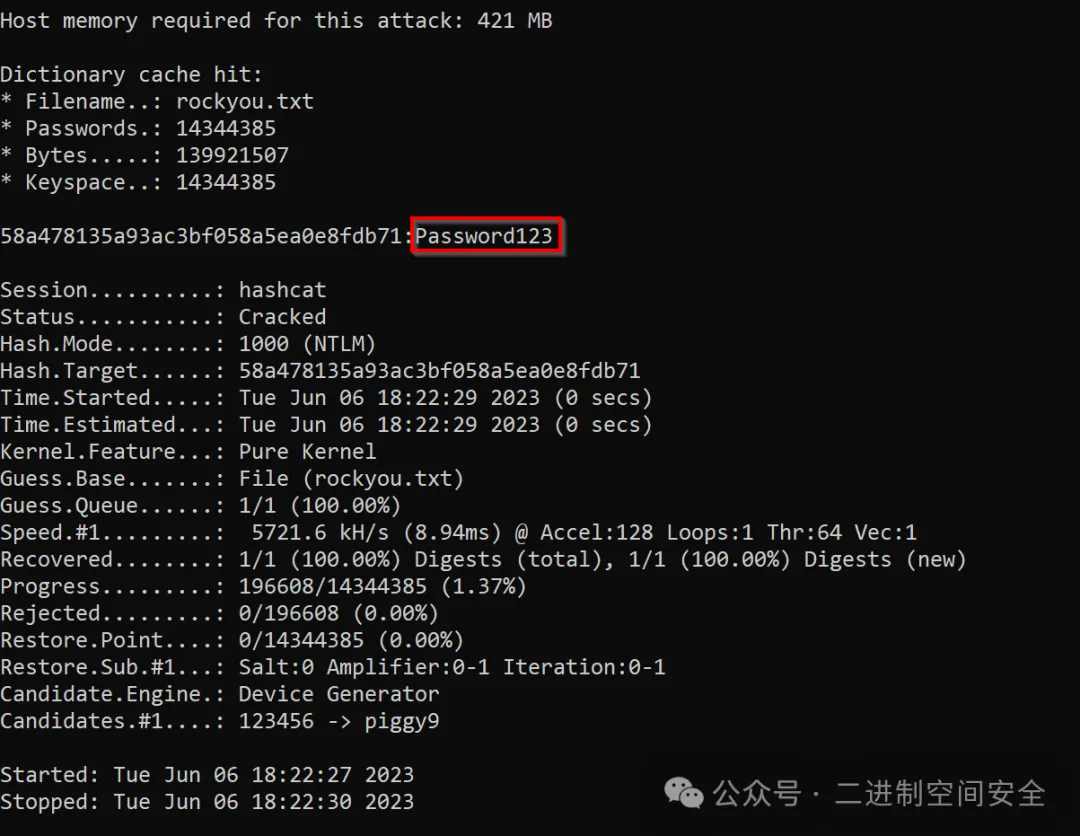 Host memory required for this attack: 421 MB
Dictionary cache hit:
* Filename..: rockyou.txt
* Passwords.: 14344385
* Bytes.....: 139921507
* Keyspace..: 14344385
58a478135a93ac3bf058a5ea0e8fdb71:Password123
Session..........: hashcat
Status...........: Cracked
Hash.Mode........: 1000 (NTLM)
Hash.Target......: 58a478135a93ac3bf058a5ea0e8fdb71
Time.Started.....: Tue Jun 06 18:22:29 2023 (0 secs)
Time.Estimated...: Tue Jun 06 18:22:29 2023 (0 secs)
Kernel.Feature...: Pure Kernel
Guess.Base.......: File (rockyou.txt)
Guess.Queue......: 1/1 (100.00%)
Speed.#1.........:  5721.6 kH/s (8.94ms) @ Accel:128 Loops:1 Thr:64 Vec:1
Recovered........: 1/1 (100.00%) Digests (total), 1/1 (100.00%) Digests (new)
Progress.........: 196608/14344385 (1.37%)
Rejected.........: 0/196608 (0.00%)
Restore.Point....: 0/14344385 (0.00%)
Restore.Sub.#1...: Salt:0 Amplifier:0-1 Iteration:0-1
Candidate.Engine.: Device Generator
Candidates.#1....: 123456 -> piggy9
Started: Tue Jun 06 18:22:27 2023
Stopped: Tue Jun 06 18:22:30 2023
公众号 · 二进制空间安全